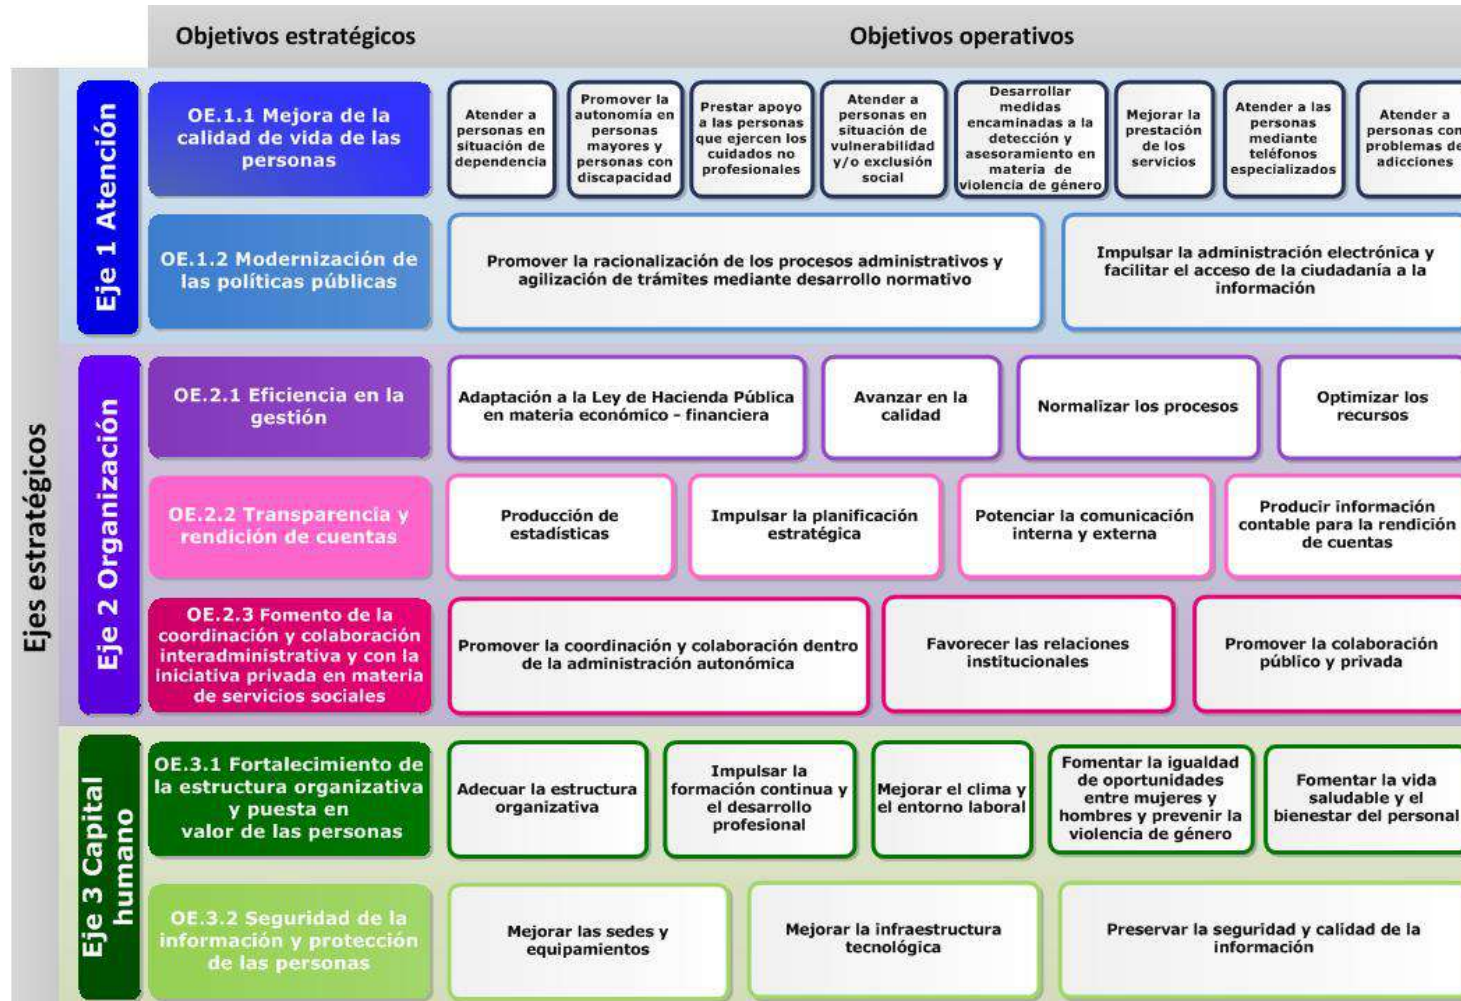 Objetivos estratégicos
Objetivos operativos
Ejes estratégicos
Eje 1 Atención
OE.1.1 Mejora de la
calidad de vida de las
personas
Atender a
personas en
situación de
dependencia
Promover la
autonomía en
personas
mayores y
personas con
discapacidad
Prestar apoyo
a las personas
que ejercen los
cuidados no
profesionales
Atender a
personas en
situación de
vulnerabilidad
y/o exclusión
social
Desarrollar
medidas
encaminadas a la
detección y
asesoramiento en
materia de
violencia de género
Mejorar la
prestación
de los
servicios
Atender a las
personas
mediante
teléfonos
especializados
Atender a
personas con
problemas de
adicciones
OE.1.2 Modernización de
las políticas públicas
Promover la racionalización de los procesos administrativos y
agilización de trámites mediante desarrollo normativo
Impulsar la administración electrónica y
facilitar el acceso de la ciudadanía a la
información
Eje 2 Organización
OE.2.1 Eficiencia en la
gestión
Adaptación a la Ley de Hacienda Pública
en materia económico - financiera
Avanzar en la
calidad
Normalizar los procesos
Optimizar los
recursos
OE.2.2 Transparencia y
rendición de cuentas
Producción de
estadísticas
Impulsar la planificación
estratégica
Potenciar la comunicación
interna y externa
Producir información
contable para la rendición
de cuentas
OE.2.3 Fomento de la
coordinación y colaboración
interadministrativa y con la
iniciativa privada en materia
de servicios sociales
Promover la coordinación y colaboración dentro
de la administración autonómica
Favorecer las relaciones
institucionales
Promover la colaboración
público y privada
Eje 3 Capital
humano
OE.3.1 Fortalecimiento de
la estructura organizativa
y puesta en
valor de las personas
Adecuar la estructura
organizativa
Impulsar la
formación continua y
el desarrollo
profesional
Mejorar el clima y
el entorno laboral
Fomentar la igualdad
de oportunidades
entre mujeres y
hombres y prevenir la
violencia de género
Fomentar la vida
saludable y el
bienestar del personal
OE.3.2 Seguridad de la
información y protección
de las personas
Mejorar las sedes y
equipamientos
Mejorar la infraestructura
tecnológica
Preservar la seguridad y calidad de la
información